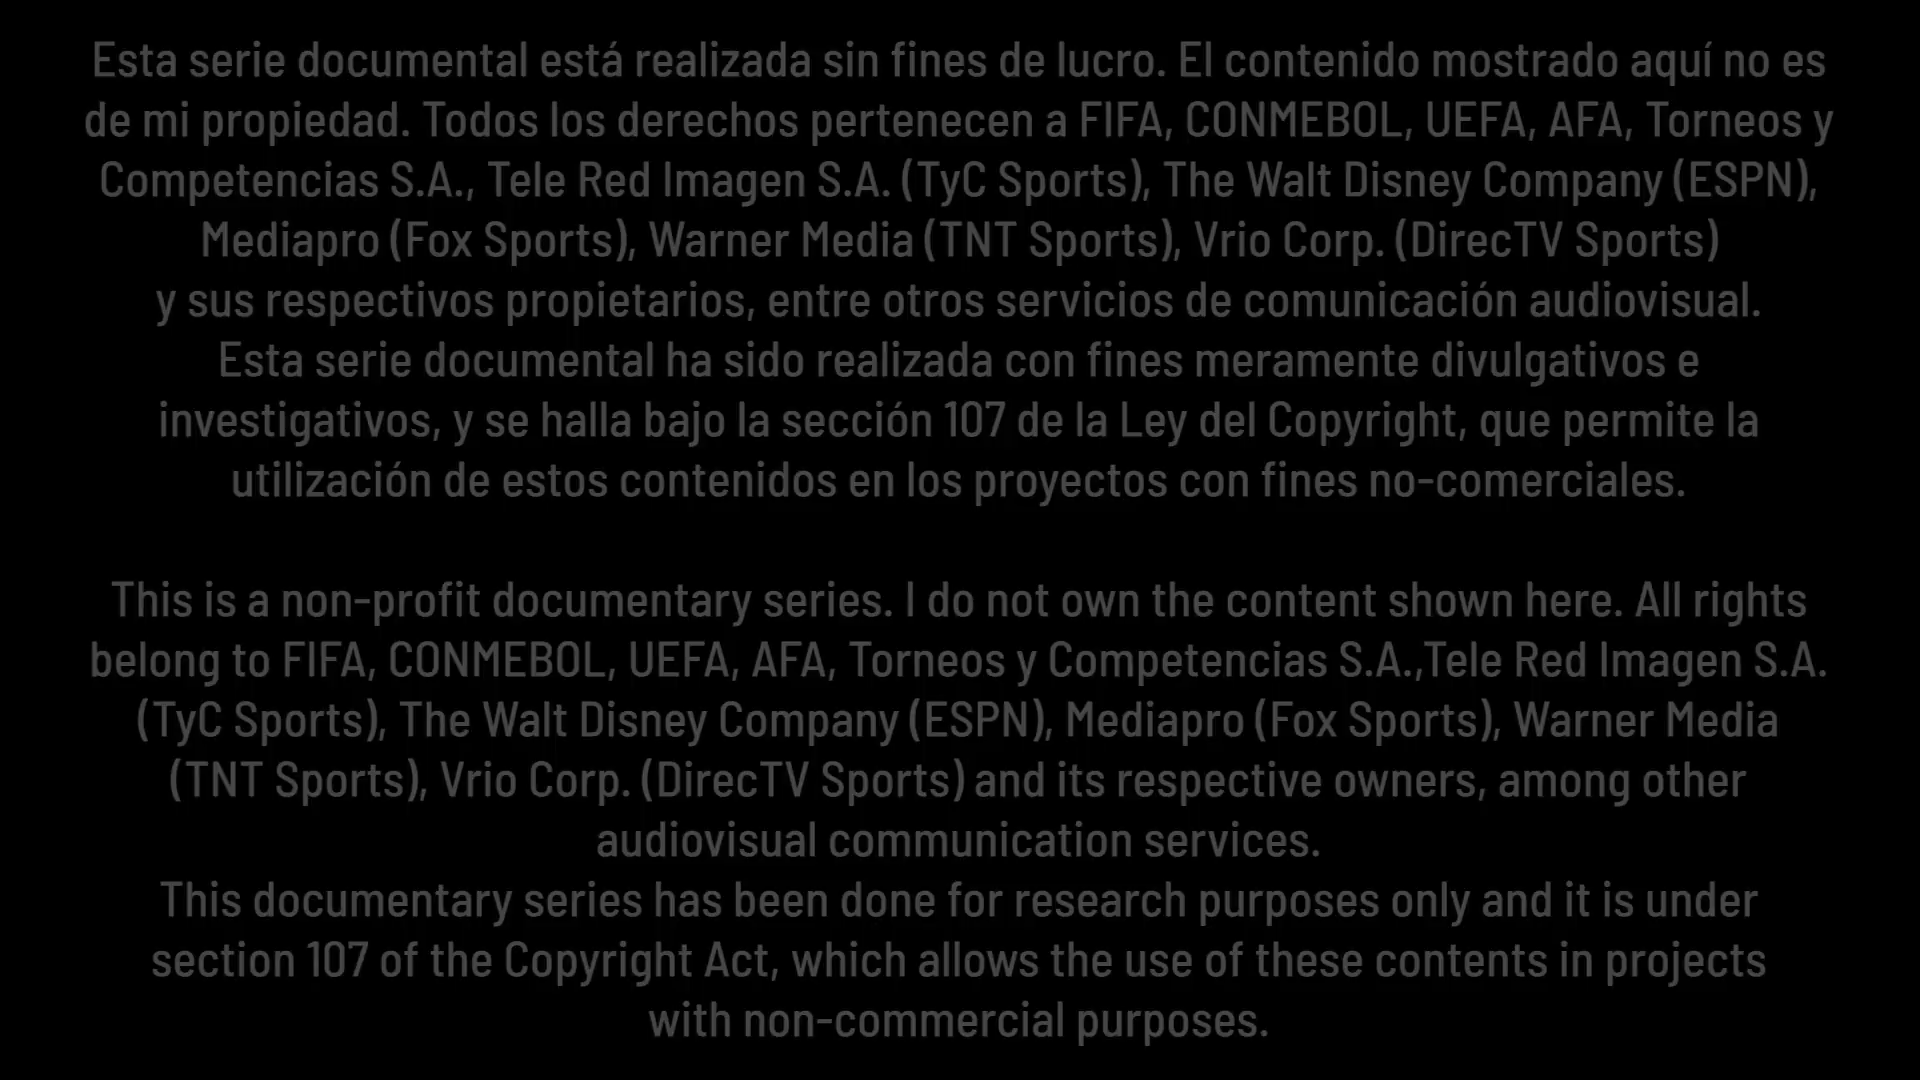 Esta serie documental está realizada sin fines de lucro. El contenido mostrado aquí no es
de mi propiedad. Todos los derechos pertenecen a FIFA, CONMEBOL, UEFA, AFA, Torneos y
Competencias S.A., Tele Red Imagen S.A. (TyC Sports), The Walt Disney Company (ESPN),
Mediapro (Fox Sports), Warner Media (TNT Sports), Vrio Corp. (DirecTV Sports)
y sus respectivos propietarios, entre otros servicios de comunicación audiovisual.
Esta serie documental ha sido realizada con fines meramente divulgativos e
investigativos, y se halla bajo la sección 107 de la Ley del Copyright, que permite la
utilización de estos contenidos en los proyectos con fines no-comerciales.
This is a non-profit documentary series. I do not own the content shown here. All rights
belong to FIFA, CONMEBOL, UEFA, AFA, Torneos y Competencias S.A.,Tele Red Imagen S.A.
(TyC Sports), The Walt Disney Company (ESPN), Mediapro (Fox Sports), Warner Media
(TNT Sports), Vrio Corp. (DirecTV Sports) and its respective owners, among other
audiovisual communication services.
This documentary series has been done for research purposes only and it is under
section 107 of the Copyright Act, which allows the use of these contents in projects
with non-commercial purposes.